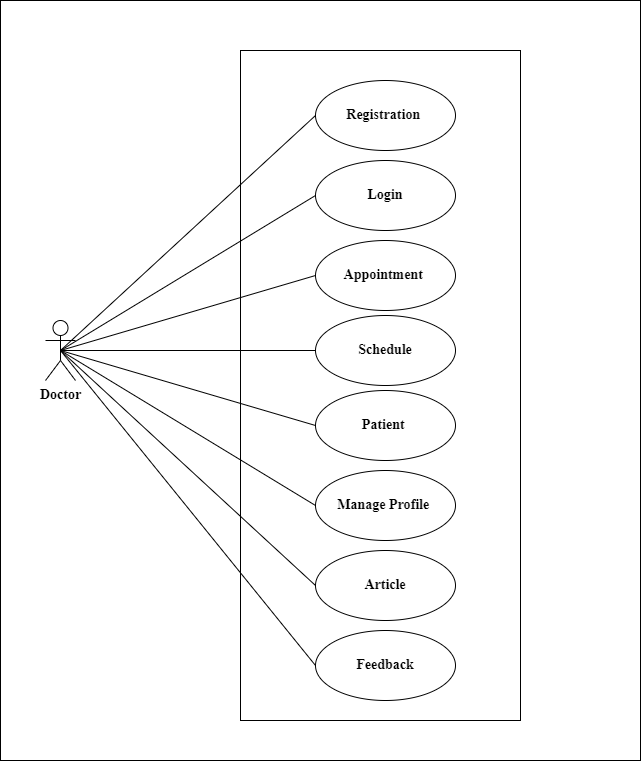 Registration
Login
Appointment
Schedule
Doctor
Patient
Manage Profile
Article
Feedback